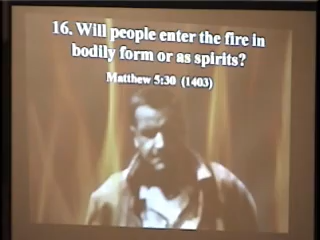 16. Will people enter the fire in
bodily form or as spirits?
Matthew 5:30 (1403)